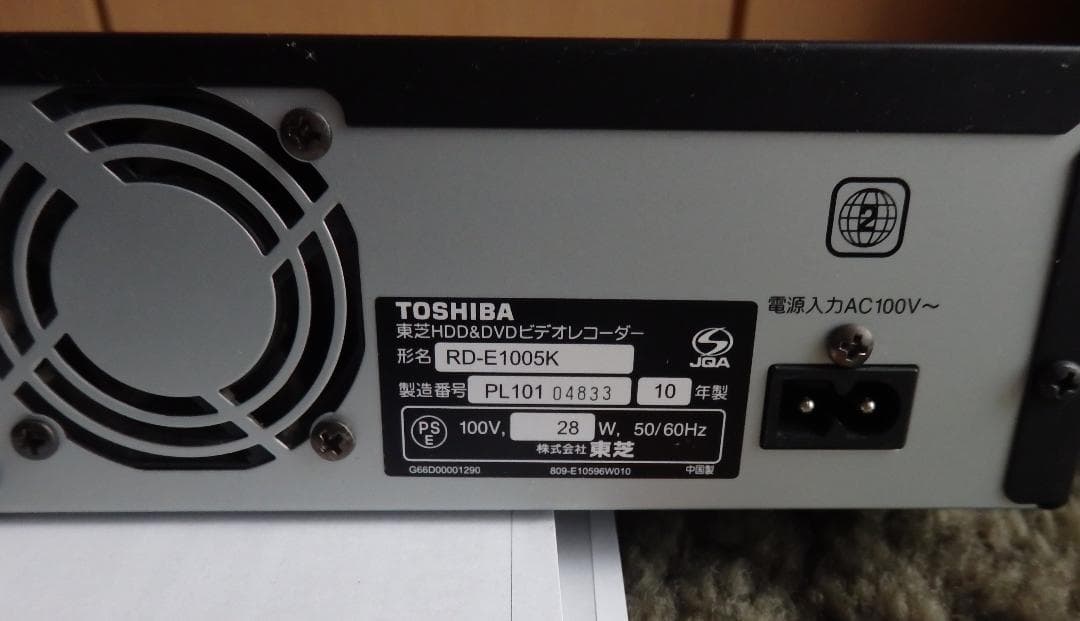 2
電源入力AC100V～
TOSHIBA
東芝HDD&DVDビデオレコーダー
形名 RD-E1005K
JQA
製造番号 PL101 04833 10 年製
PS E 100V, 28 W, 50/60Hz
株式会社 東芝
G66D00001290 809-E10596W010 中国製